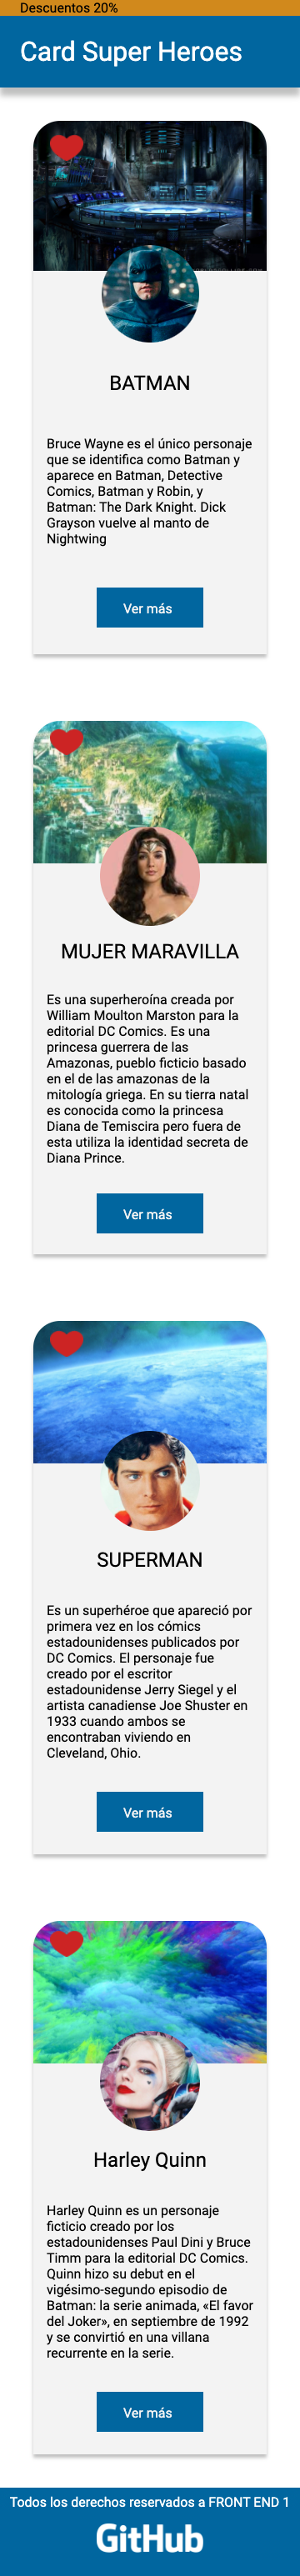 Descuentos 20%
Card Super Heroes
BATMAN
Bruce Wayne es el único personaje
que se identifica como Batman y
aparece en Batman, Detective
Comics, Batman y Robin, y
Batman: The Dark Knight. Dick
Grayson vuelve al manto de
Nightwing
Ver más
MUJER MARAVILLA
Es una superheroína creada por
William Moulton Marston para la
editorial DC Comics. Es una
princesa guerrera de las
Amazonas, pueblo ficticio basado
en el de las amazonas de la
mitología griega. En su tierra natal
es conocida como la princesa
Diana de Temiscira pero fuera de
esta utiliza la identidad secreta de
Diana Prince.
Ver más
SUPERMAN
Es un superhéroe que apareció por
primera vez en los cómics
estadounidenses publicados por
DC Comics. El personaje fue
creado por el escritor
estadounidense Jerry Siegel y el
artista canadiense Joe Shuster en
1933 cuando ambos se
encontraban viviendo en
Cleveland, Ohio.
Ver más
Harley Quinn
Harley Quinn es un personaje
ficticio creado por los
estadounidenses Paul Dini y Bruce
Timm para la editorial DC Comics.
Quinn hizo su debut en el
vigésimo-segundo episodio de
Batman: la serie animada, «El favor
del Joker», en septiembre de 1992
y se convirtió en una villana
recurrente en la serie.
Ver más
Todos los derechos reservados a FRONT END 1
GitHub